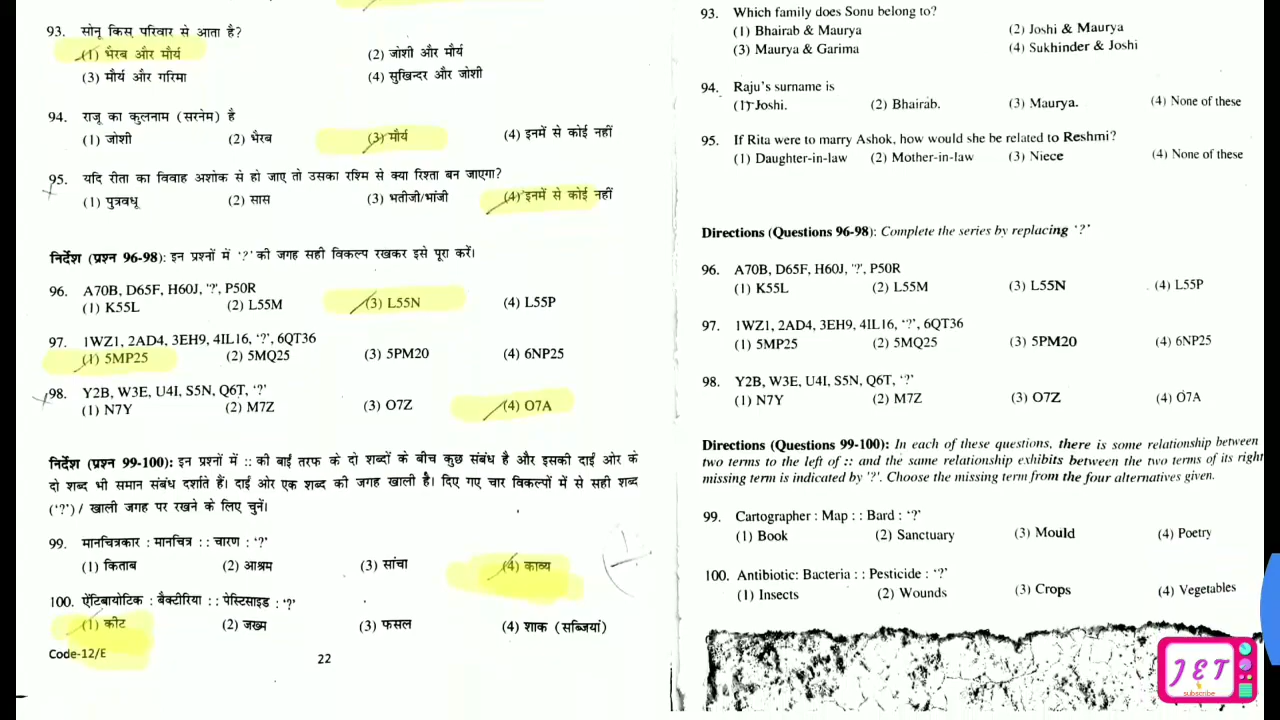 93. सोनू किस परिवार से आता है?
(1) भैरब और मौर्य (2) जोशी और मौर्य
(3) मौर्य और गरिमा (4) सुखिन्दर और जोशी
94. राजू का कुलनाम (सरनेम) है
(1) जोशी (2) भैरब (3) मौर्य (4) इनमें से कोई नहीं
95. यदि रीता का विवाह अशोक से हो जाए तो उसका रश्मि से क्या रिश्ता बन जाएगा?
(1) पुत्रवधू (2) सास (3) भतीजी/भांजी (4) इनमें से कोई नहीं
निर्देश (प्रश्न 96-98): इन प्रश्नों में '?' की जगह सही विकल्प रखकर इसे पूरा करें।
96. A70B, D65F, H60J, '?', P50R
(1) K55L (2) L55M (3) L55N (4) L55P
97. 1WZ1, 2AD4, 3EH9, 4IL16, '?', 6QT36
(1) 5MP25 (2) 5MQ25 (3) 5PM20 (4) 6NP25
98. Y2B, W3E, U4I, S5N, Q6T, '?'
(1) N7Y (2) M7Z (3) O7Z (4) O7A
निर्देश (प्रश्न 99-100): इन प्रश्नों में :: की बाईं तरफ के दो शब्दों के बीच कुछ संबंध है और इसकी दाईं ओर के
दो शब्द भी समान संबंध दर्शाते हैं। दाईं ओर एक शब्द की जगह खाली है। दिए गए चार विकल्पों में से सही शब्द
('?') / खाली जगह पर रखने के लिए चुनें।
99. मानचित्रकार : मानचित्र : : चारण : '?'
(1) किताब (2) आश्रम (3) सांचा (4) काव्य
100. ऐंटिबायोटिक : बैक्टीरिया : : पेस्टिसाइड : '?'
(1) कीट (2) जख्म (3) फसल (4) शाक (सब्जियां)
Code-12/E
22
93. Which family does Sonu belong to?
(1) Bhairab & Maurya (2) Joshi & Maurya
(3) Maurya & Garima (4) Sukhinder & Joshi
94. Raju's surname is
(1) Joshi. (2) Bhairab. (3) Maurya. (4) None of these
95. If Rita were to marry Ashok, how would she be related to Reshmi?
(1) Daughter-in-law (2) Mother-in-law (3) Niece (4) None of these
Directions (Questions 96-98): Complete the series by replacing '?'
96. A70B, D65F, H60J, '?', P50R
(1) K55L (2) L55M (3) L55N (4) L55P
97. 1WZ1, 2AD4, 3EH9, 4IL16, '?', 6QT36
(1) 5MP25 (2) 5MQ25 (3) 5PM20 (4) 6NP25
98. Y2B, W3E, U4I, S5N, Q6T, '?'
(1) N7Y (2) M7Z (3) O7Z (4) O7A
Directions (Questions 99-100): In each of these questions, there is some relationship between
two terms to the left of :: and the same relationship exhibits between the two terms of its right
missing term is indicated by '?'. Choose the missing term from the four alternatives given.
99. Cartographer : Map : : Bard : '?'
(1) Book (2) Sanctuary (3) Mould (4) Poetry
100. Antibiotic: Bacteria : : Pesticide : '?'
(1) Insects (2) Wounds (3) Crops (4) Vegetables
JET
subscribe